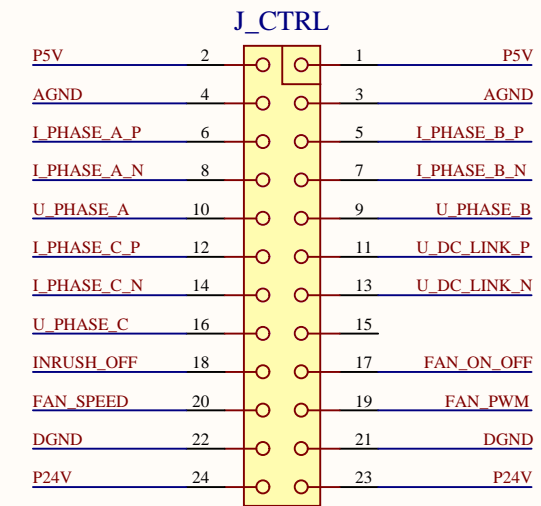 J_CTRL
P5V 2 1 P5V
AGND 4 3 AGND
I_PHASE_A_P 6 5 I_PHASE_B_P
I_PHASE_A_N 8 7 I_PHASE_B_N
U_PHASE_A 10 9 U_PHASE_B
I_PHASE_C_P 12 11 U_DC_LINK_P
I_PHASE_C_N 14 13 U_DC_LINK_N
U_PHASE_C 16 15
INRUSH_OFF 18 17 FAN_ON_OFF
FAN_SPEED 20 19 FAN_PWM
DGND 22 21 DGND
P24V 24 23 P24V